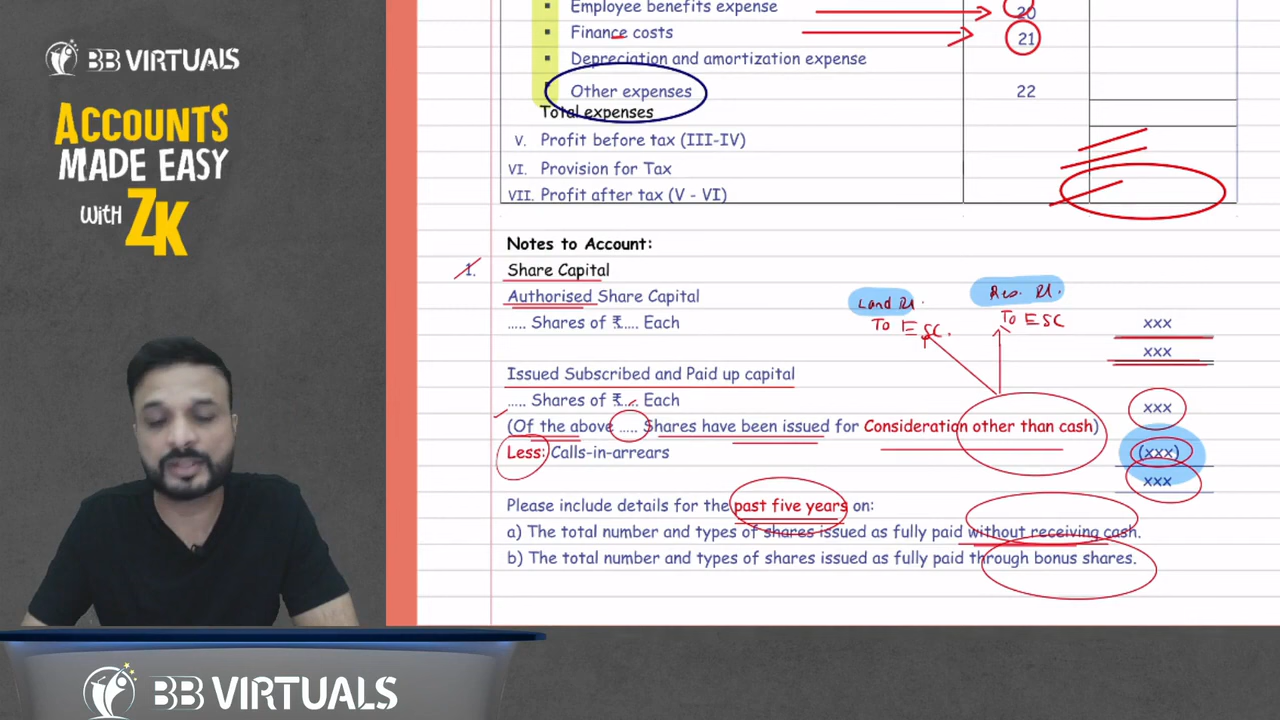 BB VIRTUALS
ACCOUNTS
MADE EASY
WITH ZK
▪ Employee benefits expense 20
▪ Finance costs 21
▪ Depreciation and amortization expense
▪ Other expenses 22
Total expenses
V. Profit before tax (III-IV)
VI. Provision for Tax
VII. Profit after tax (V - VI)
Notes to Account:
1. Share Capital
Authorised Share Capital
..... Shares of ₹..... Each xxx
xxx
Land
To ESC.
Res.
To ESC
Issued Subscribed and Paid up capital
..... Shares of ₹..... Each xxx
(Of the above ..... Shares have been issued for Consideration other than cash)
Less: Calls-in-arrears (xxx)
xxx
Please include details for the past five years on:
a) The total number and types of shares issued as fully paid without receiving cash.
b) The total number and types of shares issued as fully paid through bonus shares.
BB VIRTUALS